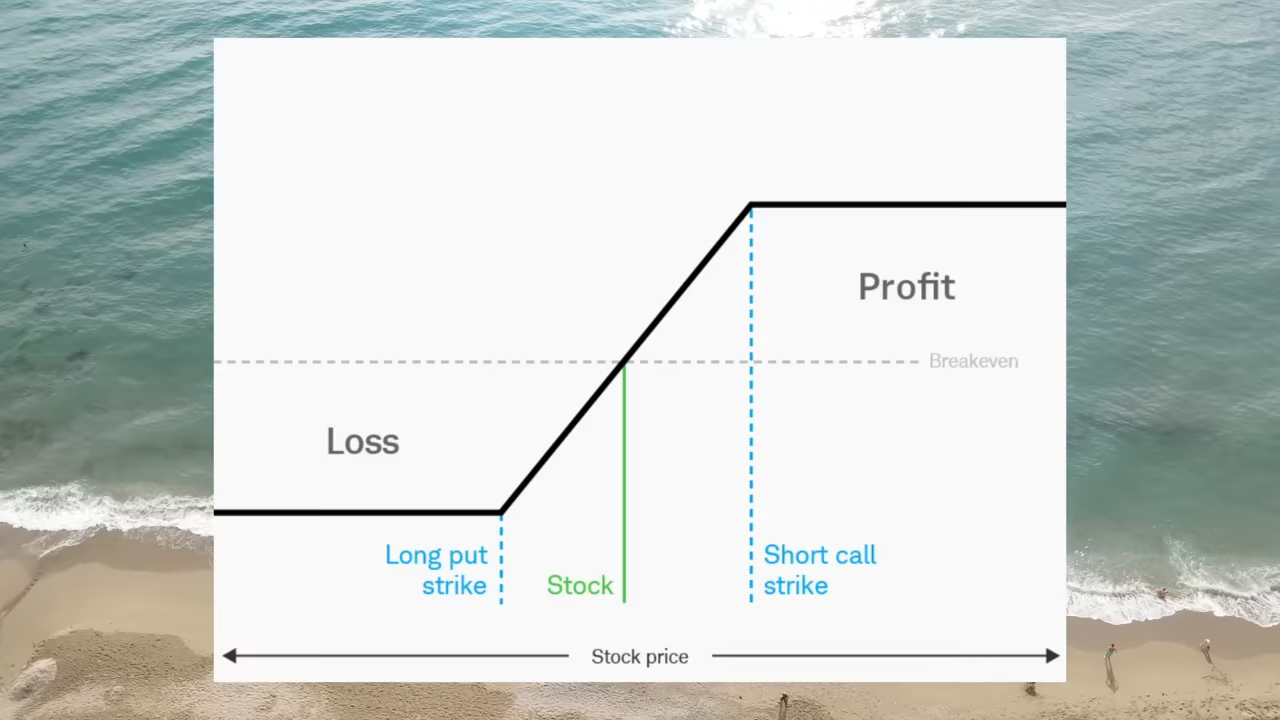 Profit
Breakeven
Loss
Long put
strike
Stock
Short call
strike
Stock price